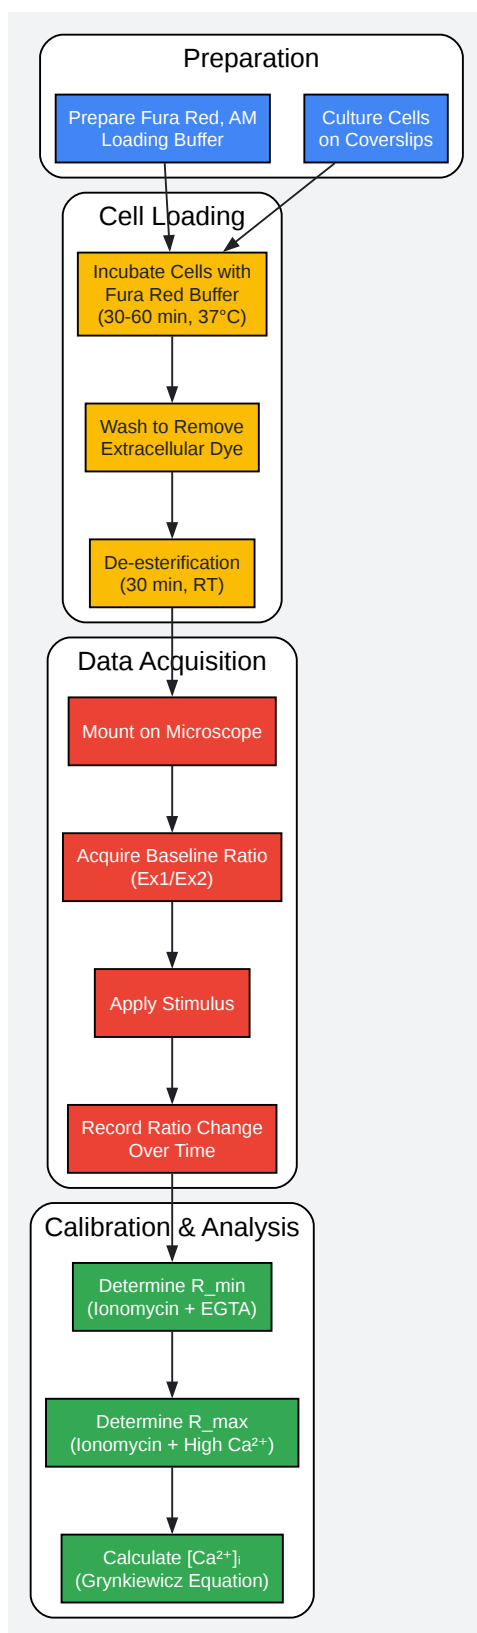 Preparation
Prepare Fura Red, AM
Loading Buffer
Culture Cells
on Coverslips
Cell Loading
Incubate Cells with
Fura Red Buffer
(30-60 min, 37°C)
Wash to Remove
Extracellular Dye
De-esterification
(30 min, RT)
Data Acquisition
Mount on Microscope
Acquire Baseline Ratio
(Ex1/Ex2)
Apply Stimulus
Record Ratio Change
Over Time
Calibration & Analysis
Determine R_min
(Ionomycin + EGTA)
Determine R_max
(Ionomycin + High Ca²⁺)
Calculate [Ca²⁺]ᵢ
(Grynkiewicz Equation)